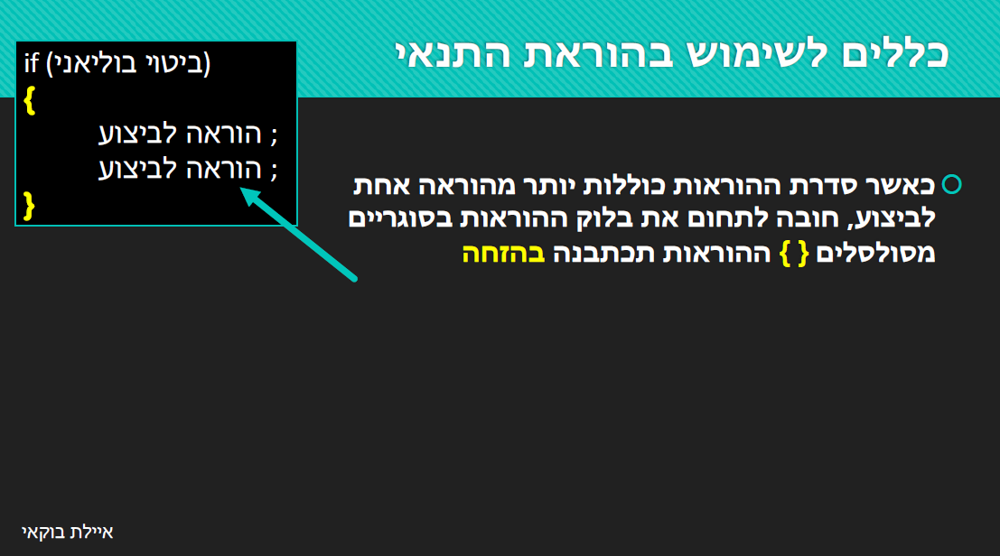 כללים לשימוש בהוראת התנאי
if (ביטוי בוליאני)
{
הוראה לביצוע ;
הוראה לביצוע ;
}
כאשר סדרת ההוראות כוללות יותר מהוראה אחת
לביצוע, חובה לתחום את בלוק ההוראות בסוגריים
מסולסלים { } ההוראות תכתבנה בהזחה
איילת בוקאי